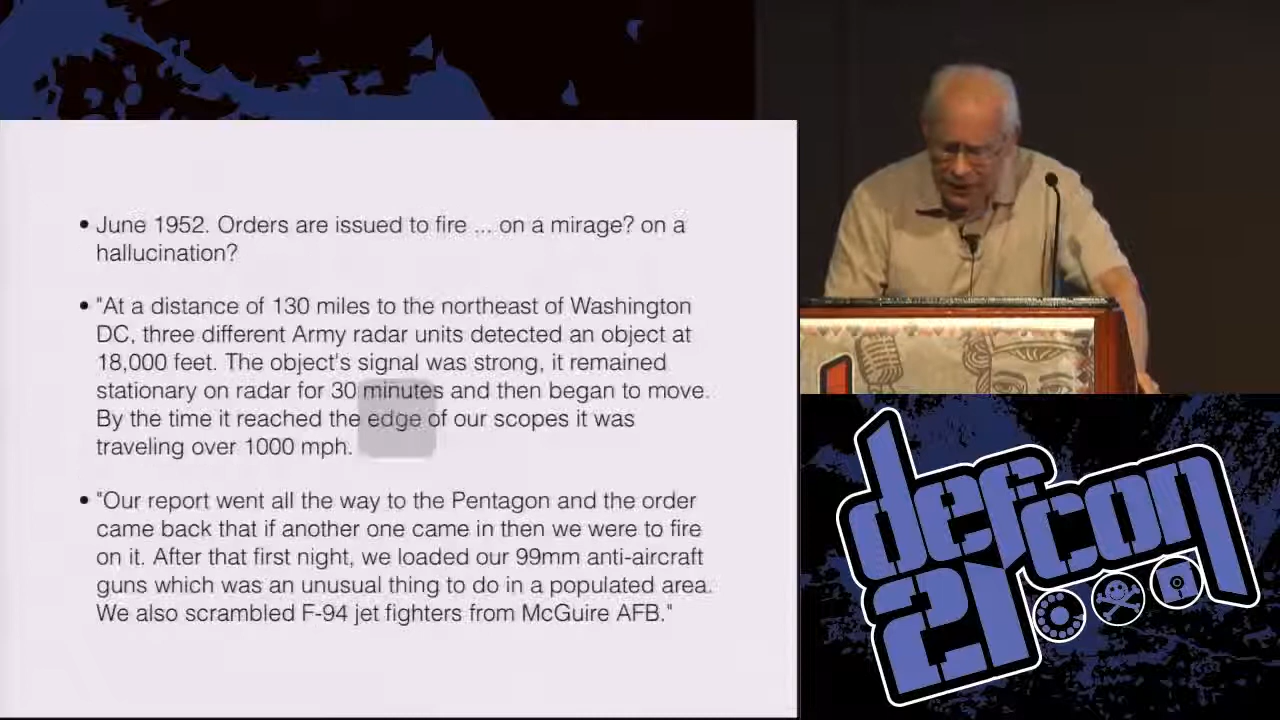 • June 1952. Orders are issued to fire ... on a mirage? on a
hallucination?
• "At a distance of 130 miles to the northeast of Washington
DC, three different Army radar units detected an object at
18,000 feet. The object's signal was strong, it remained
stationary on radar for 30 minutes and then began to move.
By the time it reached the edge of our scopes it was
traveling over 1000 mph.
• "Our report went all the way to the Pentagon and the order
came back that if another one came in then we were to fire
on it. After that first night, we loaded our 99mm anti-aircraft
guns which was an unusual thing to do in a populated area.
We also scrambled F-94 jet fighters from McGuire AFB."
defcon
21